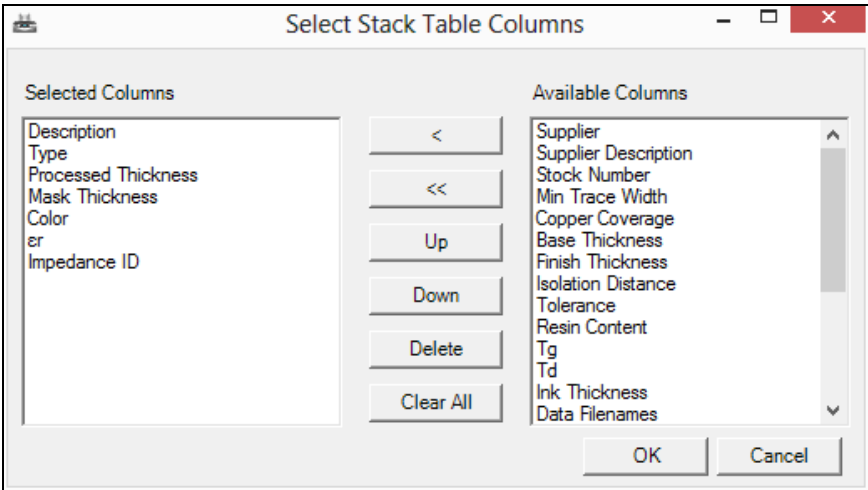 Select Stack Table Columns
Selected Columns
Description
Type
Processed Thickness
Mask Thickness
Color
εr
Impedance ID
<
<<
Up
Down
Delete
Clear All
Available Columns
Supplier
Supplier Description
Stock Number
Min Trace Width
Copper Coverage
Base Thickness
Finish Thickness
Isolation Distance
Tolerance
Resin Content
Tg
Td
Ink Thickness
Data Filenames
OK
Cancel